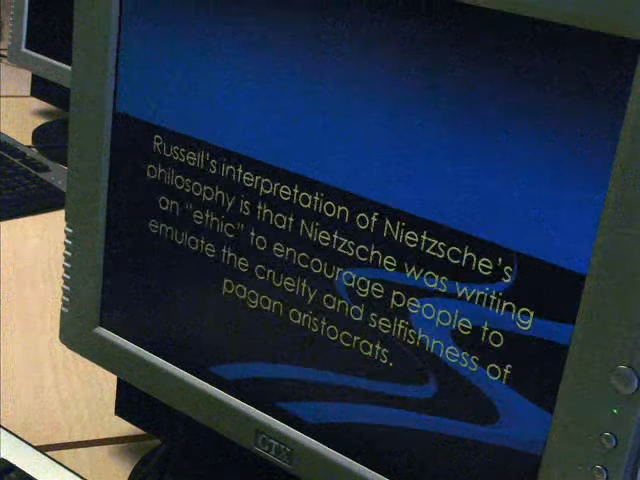 Russell's interpretation of Nietzsche's
philosophy is that Nietzsche was writing
an "ethic" to encourage people to
emulate the cruelty and selfishness of
pagan aristocrats.
CTX